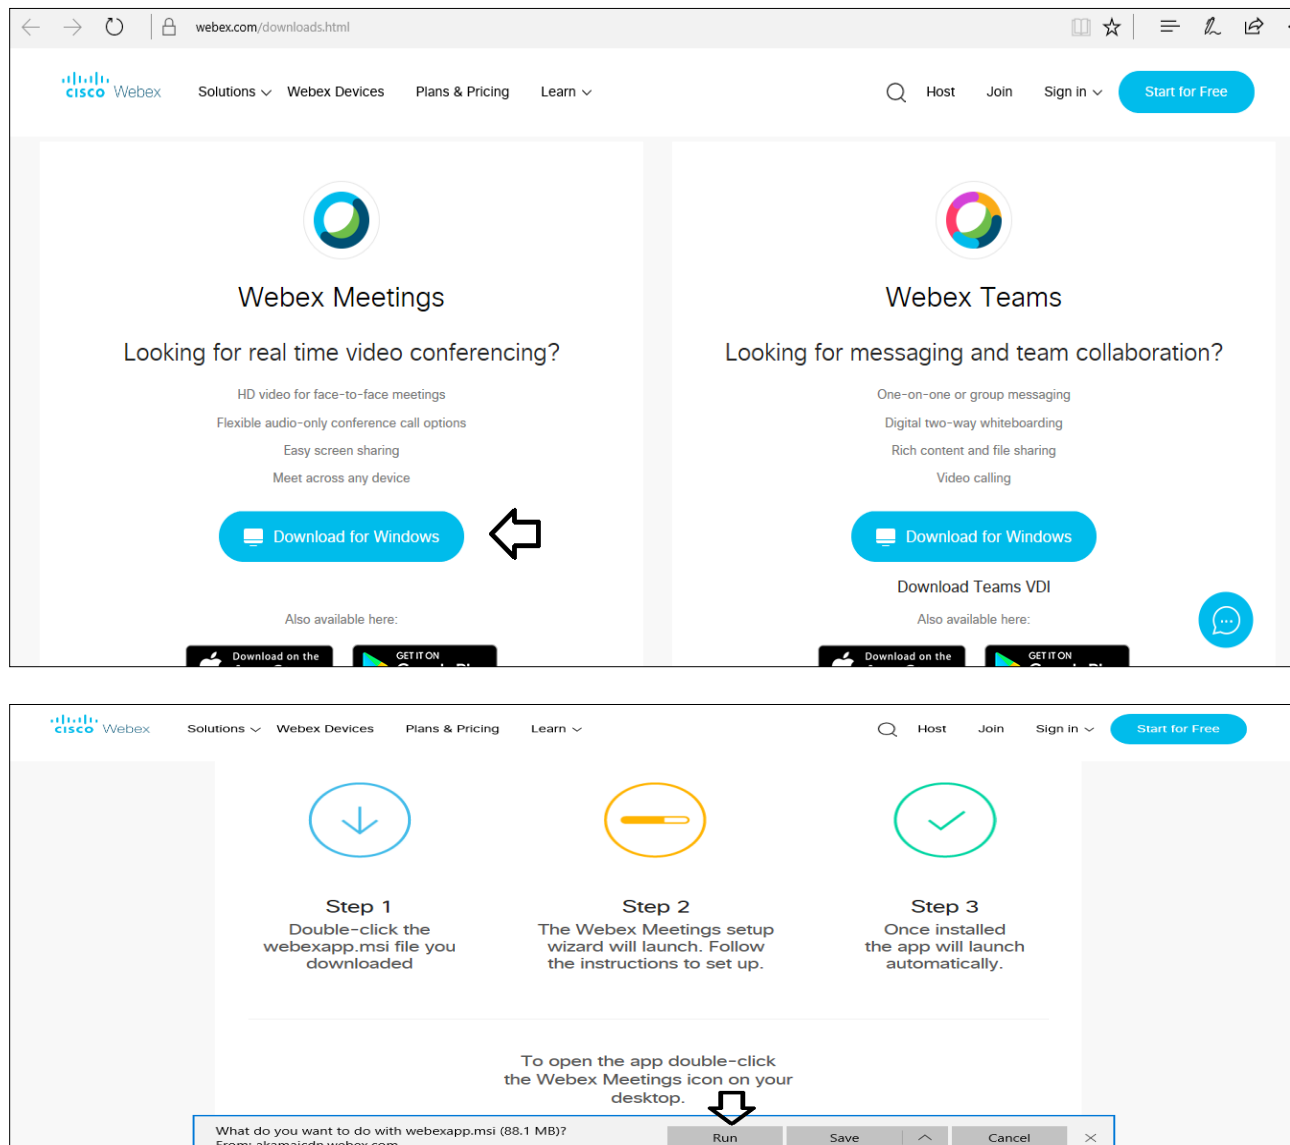 webex.com/downloads.html
CISCO Webex Solutions Webex Devices Plans & Pricing Learn Host Join Sign in Start for Free
Webex Meetings
Looking for real time video conferencing?
HD video for face-to-face meetings
Flexible audio-only conference call options
Easy screen sharing
Meet across any device
Download for Windows
Also available here:
Download on the
GET IT ON
Webex Teams
Looking for messaging and team collaboration?
One-on-one or group messaging
Digital two-way whiteboarding
Rich content and file sharing
Video calling
Download for Windows
Download Teams VDI
Also available here:
Download on the
GET IT ON
CISCO Webex Solutions Webex Devices Plans & Pricing Learn Host Join Sign in Start for Free
Step 1
Double-click the
webexapp.msi file you
downloaded
Step 2
The Webex Meetings setup
wizard will launch. Follow
the instructions to set up.
Step 3
Once installed
the app will launch
automatically.
To open the app double-click
the Webex Meetings icon on your
desktop.
What do you want to do with webexapp.msi (88.1 MB)?
From: akamaicdn.webex.com
Run Save Cancel